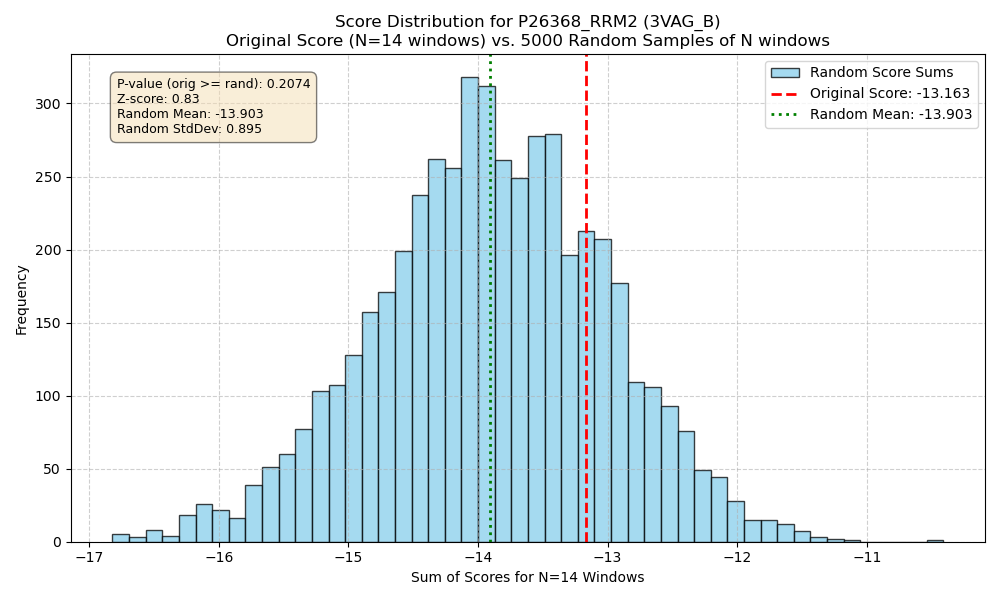 Score Distribution for P26368_RRM2 (3VAG_B)
Original Score (N=14 windows) vs. 5000 Random Samples of N windows
P-value (orig >= rand): 0.2074
Z-score: 0.83
Random Mean: -13.903
Random StdDev: 0.895
Random Score Sums
Original Score: -13.163
Random Mean: -13.903
Frequency
300
250
200
150
100
50
0
−17
−16
−15
−14
−13
−12
−11
Sum of Scores for N=14 Windows